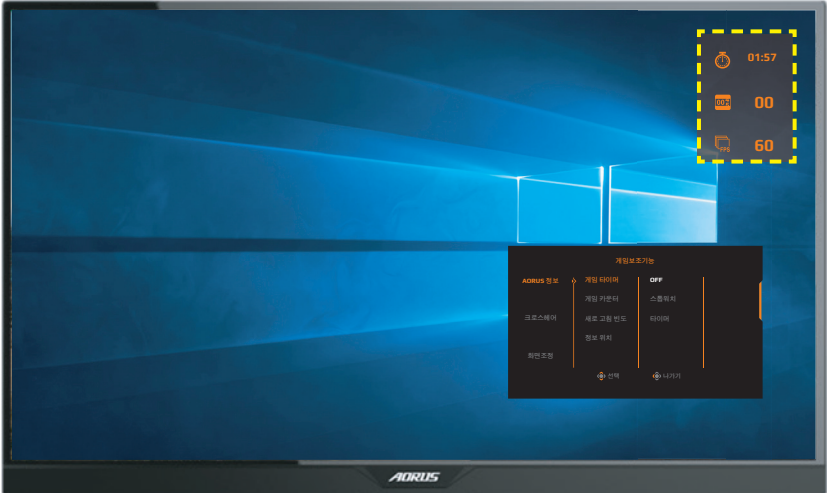 01:57
002
00
FPS
60
게임보조기능
AORUS 정보
게임 타이머
OFF
게임 카운터
스톱워치
크로스헤어
새로 고침 빈도
타이머
정보 위치
화면조정
선택
나가기
AORUS